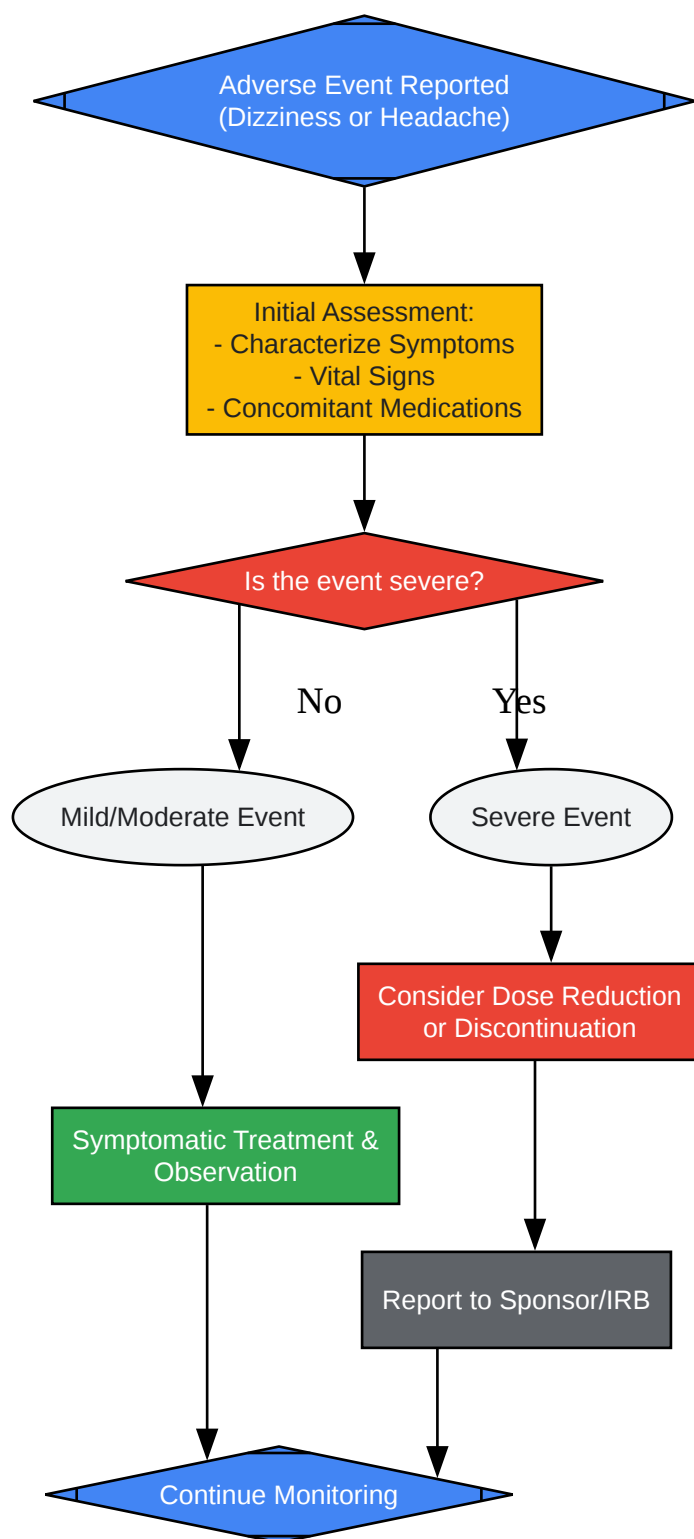 Adverse Event Reported
(Dizziness or Headache)
Initial Assessment:
- Characterize Symptoms
- Vital Signs
- Concomitant Medications
Is the event severe?
No
Yes
Mild/Moderate Event
Severe Event
Consider Dose Reduction
or Discontinuation
Symptomatic Treatment &
Observation
Report to Sponsor/IRB
Continue Monitoring